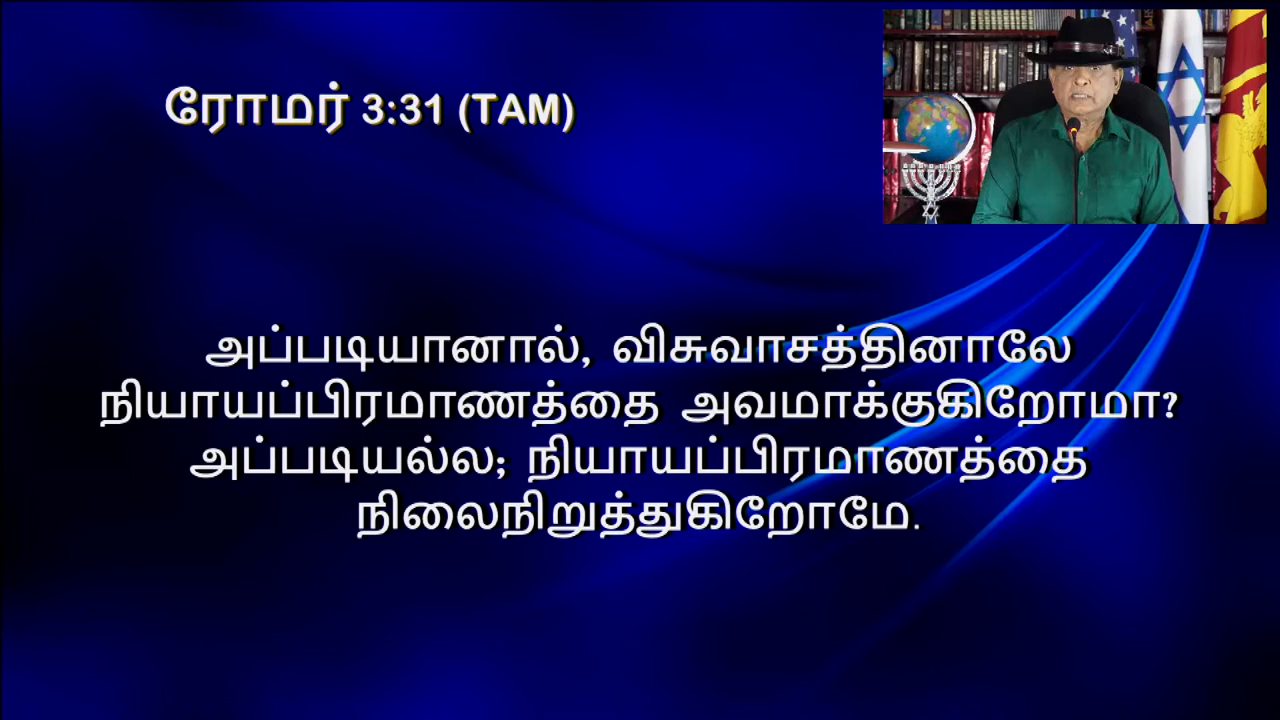 ரோமர் 3:31 (TAM)
அப்படியானால், விசுவாசத்தினாலே
நியாயப்பிரமாணத்தை அவமாக்குகிறோமா?
அப்படியல்ல; நியாயப்பிரமாணத்தை
நிலைநிறுத்துகிறோமே.